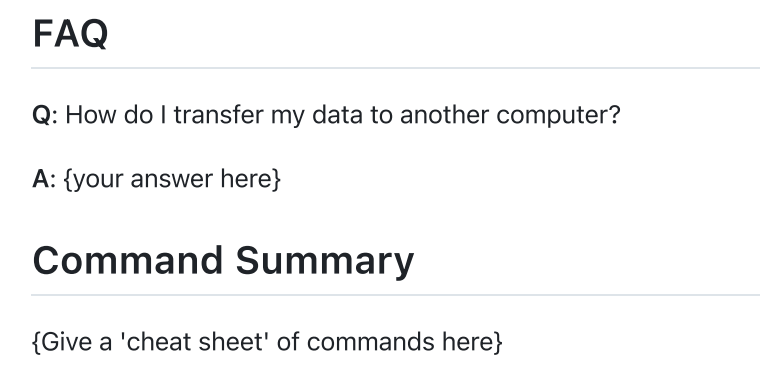 FAQ
Q: How do I transfer my data to another computer?
A: {your answer here}
Command Summary
{Give a 'cheat sheet' of commands here}